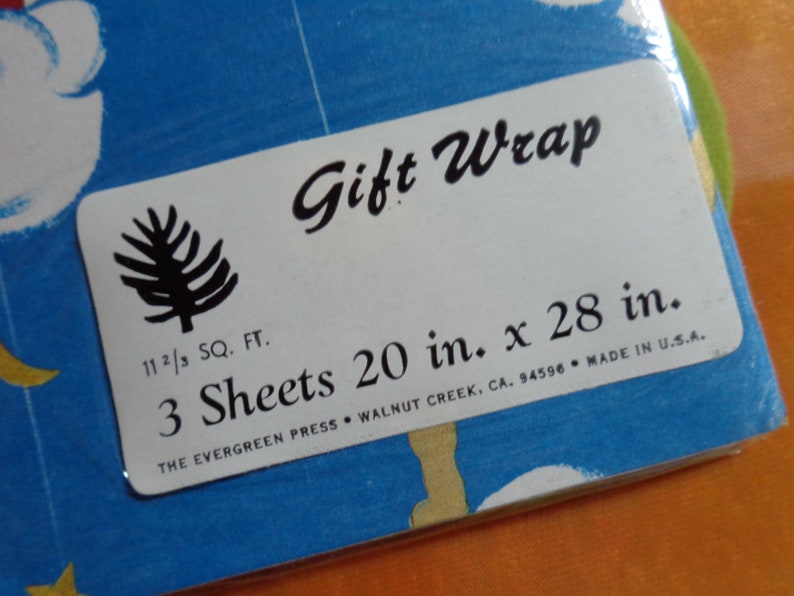 Gift Wrap
11 2/3 SQ. FT.
3 Sheets 20 in. x 28 in.
THE EVERGREEN PRESS • WALNUT CREEK, CA. 94596 • MADE IN U.S.A.